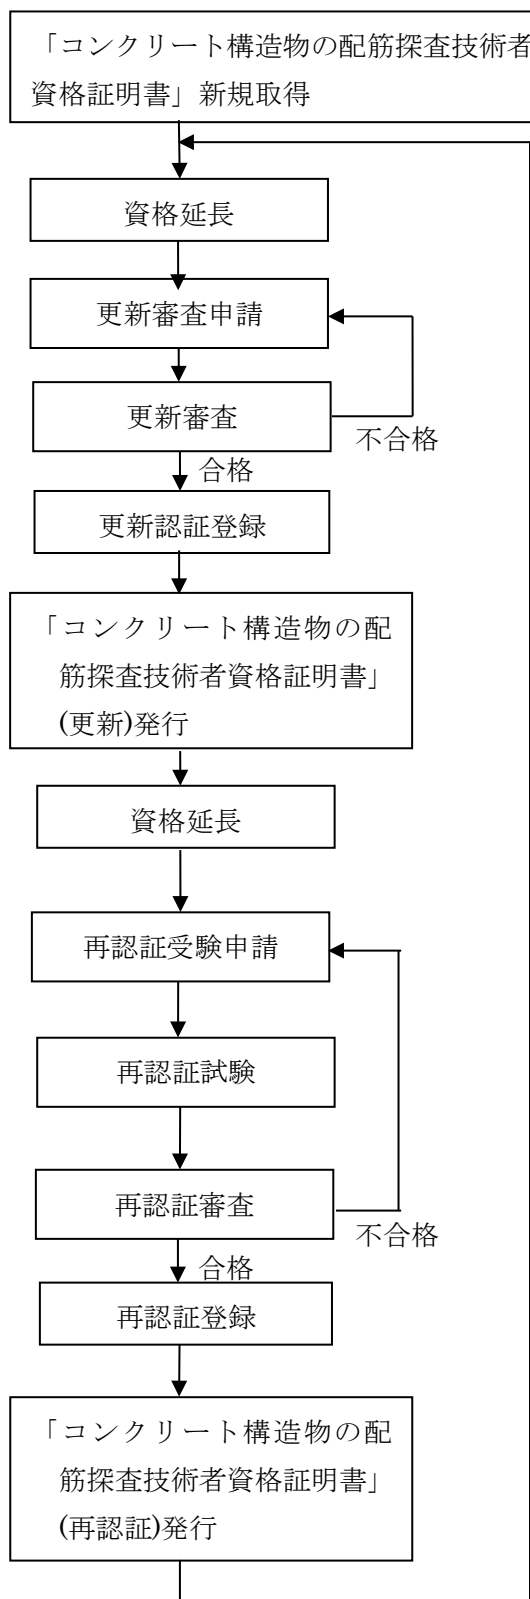 「コンクリート構造物の配筋探査技術者
資格証明書」新規取得
資格延長
更新審査申請
更新審査
不合格
合格
更新認証登録
「コンクリート構造物の配
筋探査技術者資格証明書」
(更新)発行
資格延長
再認証受験申請
再認証試験
再認証審査
不合格
合格
再認証登録
「コンクリート構造物の配
筋探査技術者資格証明書」
(再認証)発行